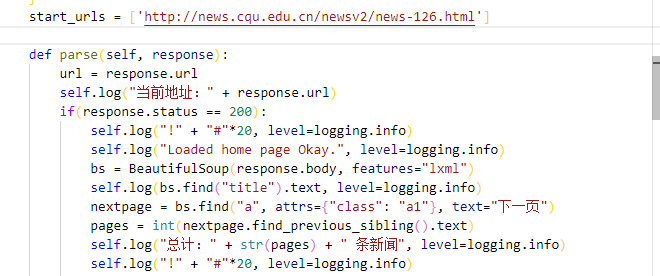 start_urls = ['http://news.cqu.edu.cn/newsv2/news-126.html']
def parse(self, response):
url = response.url
self.log("当前地址：" + response.url)
if(response.status == 200):
self.log("!" + "#"*20, level=logging.info)
self.log("Loaded home page Okay.", level=logging.info)
bs = BeautifulSoup(response.body, features="lxml")
self.log(bs.find("title").text, level=logging.info)
nextpage = bs.find("a", attrs={"class": "a1"}, text="下一页")
pages = int(nextpage.find_previous_sibling().text)
self.log("总计：" + str(pages) + " 条新闻", level=logging.info)
self.log("!" + "#"*20, level=logging.info)